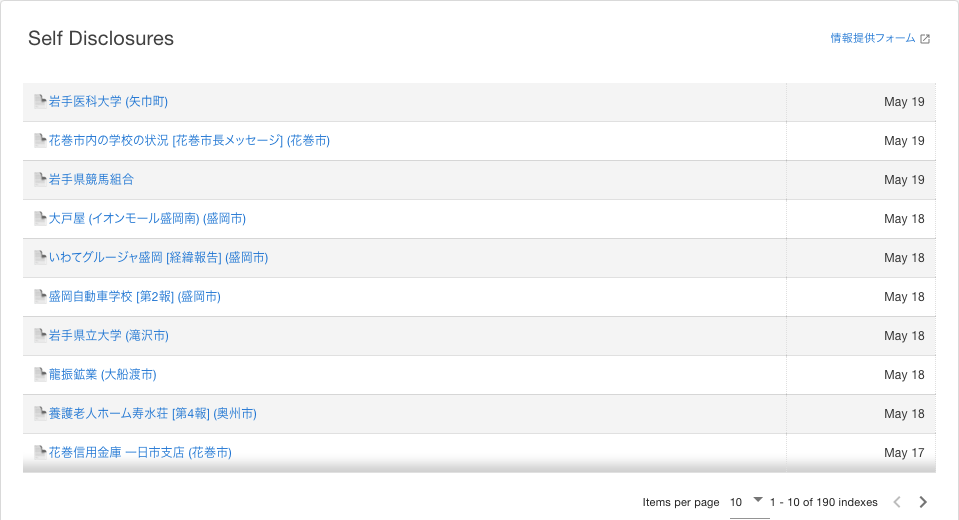 Self Disclosures
情報提供フォーム
岩手医科大学 (矢巾町) May 19
花巻市内の学校の状況 [花巻市長メッセージ] (花巻市) May 19
岩手県競馬組合 May 19
大戸屋 (イオンモール盛岡南) (盛岡市) May 18
いわてグルージャ盛岡 [経緯報告] (盛岡市) May 18
盛岡自動車学校 [第2報] (盛岡市) May 18
岩手県立大学 (滝沢市) May 18
龍振鉱業 (大船渡市) May 18
養護老人ホーム寿水荘 [第4報] (奥州市) May 18
花巻信用金庫 一日市支店 (花巻市) May 17
Items per page 10 1 - 10 of 190 indexes